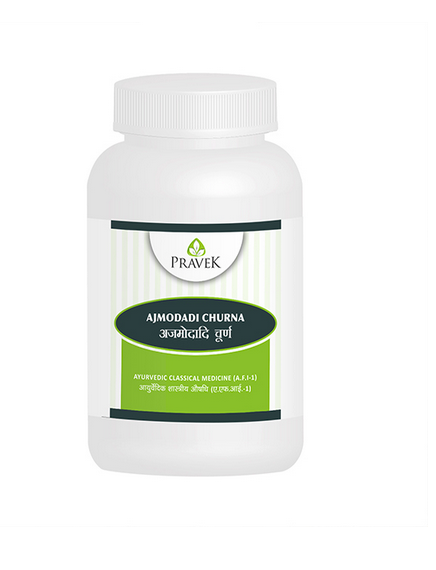 PRAVEK
AJMODADI CHURNA
अजमोदादि चूर्ण
AYURVEDIC CLASSICAL MEDICINE (A.F.I-1)
आयुर्वेदिक शास्त्रीय औषधि (ए.एफ.आई.-1)